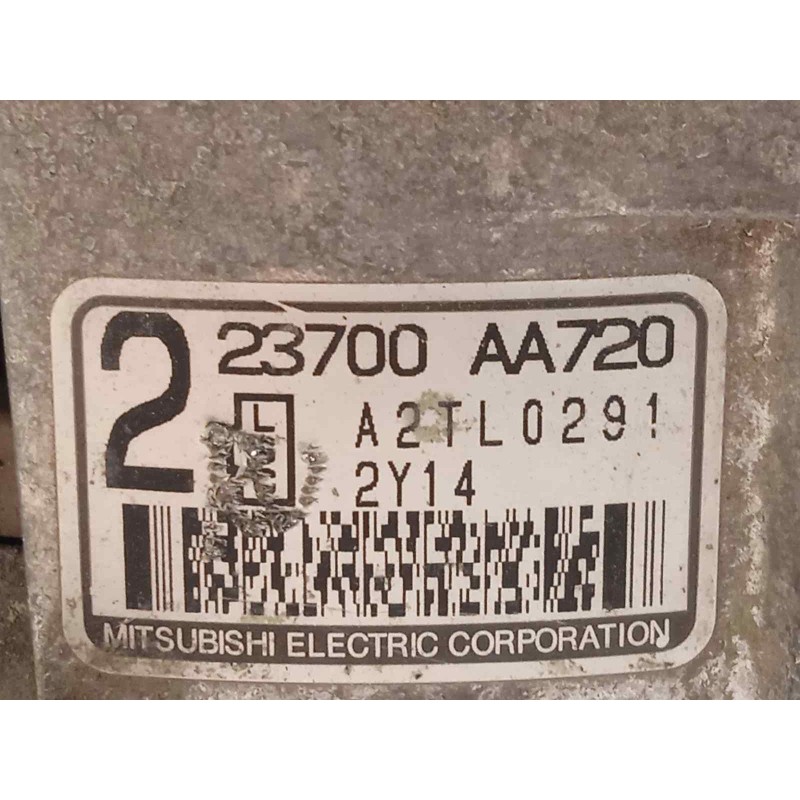 2 23700 AA720
L A2TL0291
2Y14
MITSUBISHI ELECTRIC CORPORATION